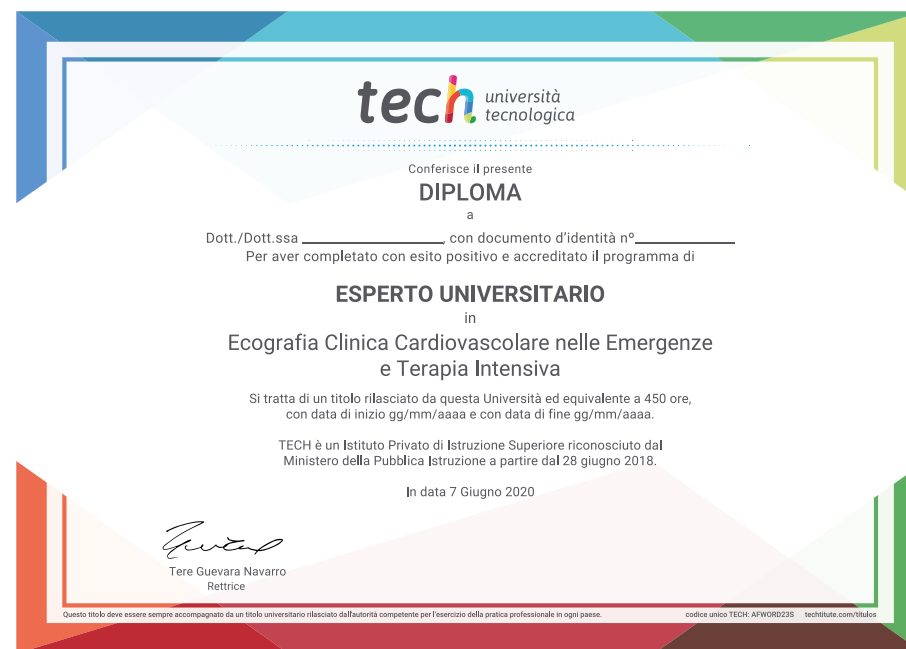 tech università
tecnologica
Conferisce il presente
DIPLOMA
a
Dott./Dott.ssa ______________, con documento d'identità nº__________
Per aver completato con esito positivo e accreditato il programma di
ESPERTO UNIVERSITARIO
in
Ecografia Clinica Cardiovascolare nelle Emergenze
e Terapia Intensiva
Si tratta di un titolo rilasciato da questa Università ed equivalente a 450 ore,
con data di inizio gg/mm/aaaa e con data di fine gg/mm/aaaa.
TECH è un Istituto Privato di Istruzione Superiore riconosciuto dal
Ministero della Pubblica Istruzione a partire dal 28 giugno 2018.
In data 7 Giugno 2020
Tere Guevara Navarro
Rettrice
Questo titolo deve essere sempre accompagnato da un titolo universitario rilasciato dall'autorità competente per l'esercizio della pratica professionale in ogni paese. codice unico TECH: AFWORD23S techtitute.com/titulos